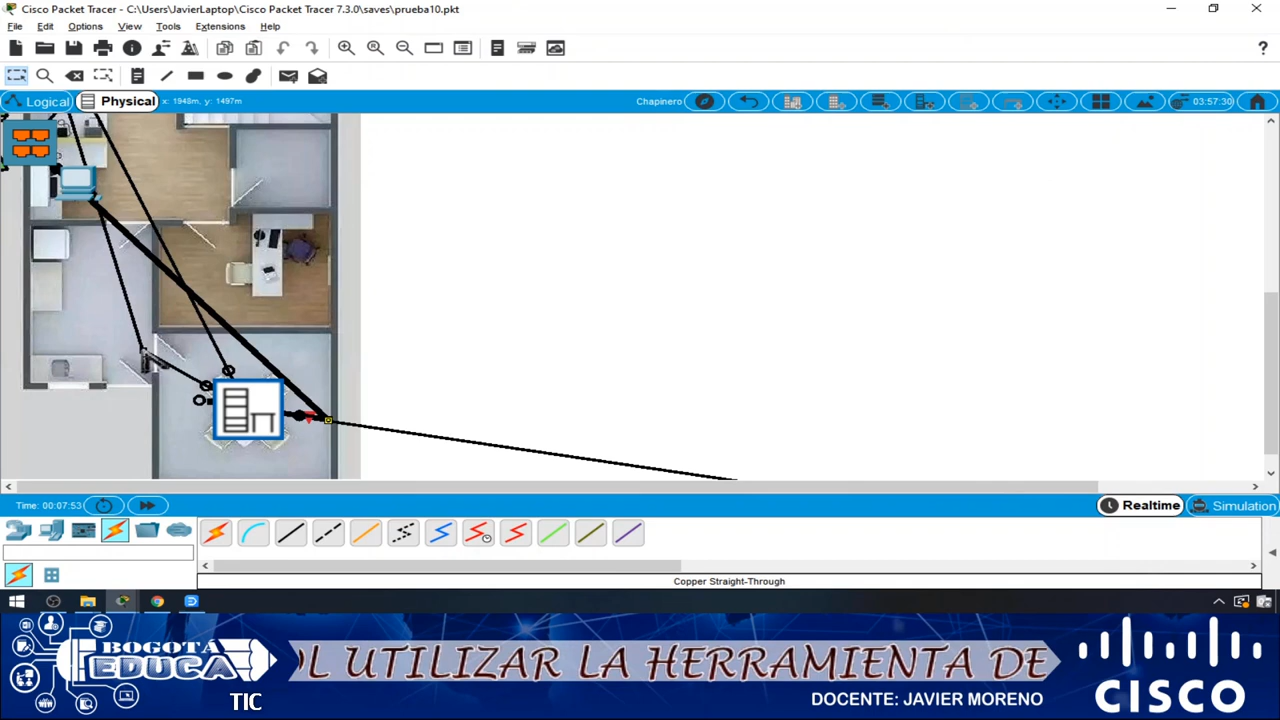 Cisco Packet Tracer - C:\Users\JavierLaptop\Cisco Packet Tracer 7.3.0\saves\prueba10.pkt
File Edit Options View Tools Extensions Help
?
Logical Physical x: 1948m, y: 1497m Chapinero 03:57:30
Time: 00:07:53 Realtime Simulation
Copper Straight-Through
BOGOTÁ
EDUCA
TIC
OL UTILIZAR LA HERRAMIENTA DE
DOCENTE: JAVIER MORENO
CISCO